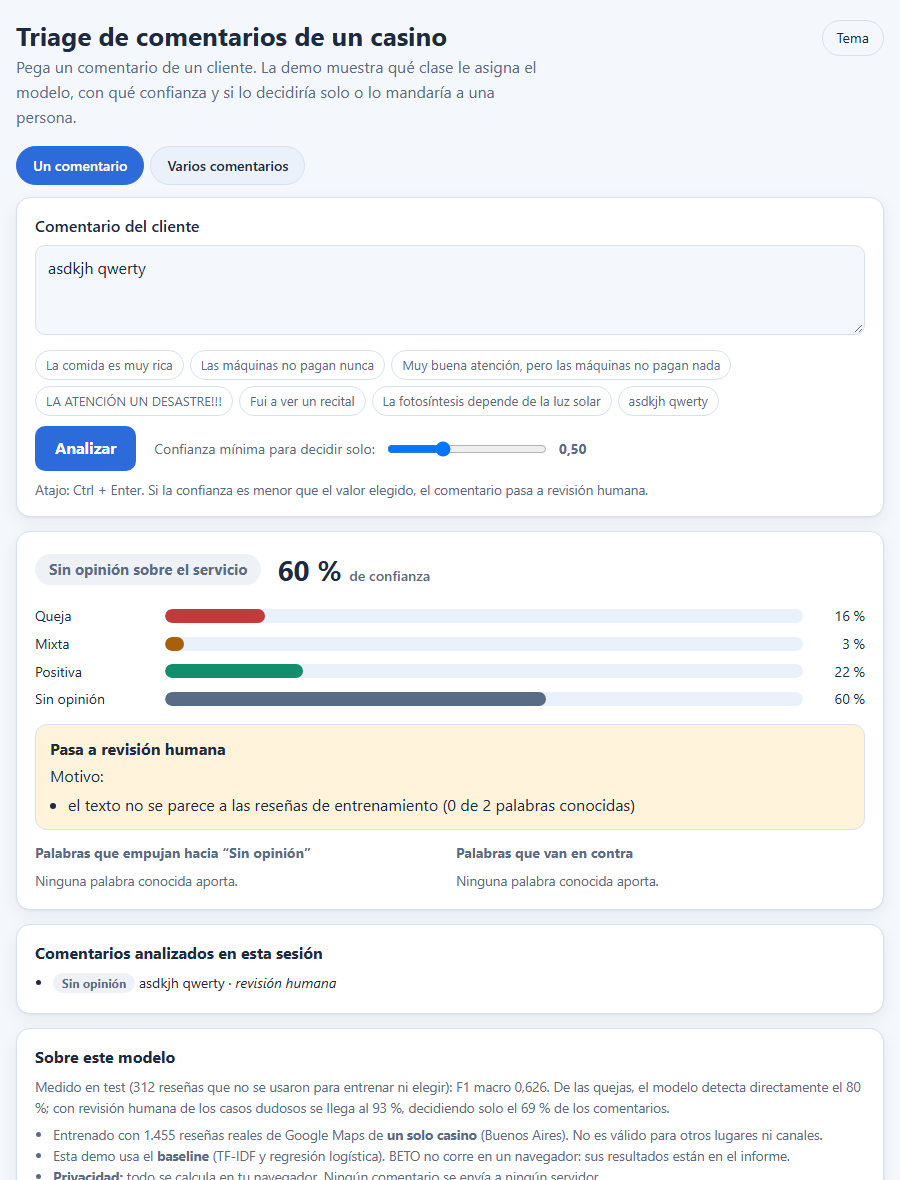 Triage de comentarios de un casino
Tema
Pega un comentario de un cliente. La demo muestra qué clase le asigna el
modelo, con qué confianza y si lo decidiría solo o lo mandaría a una
persona.
Un comentario
Varios comentarios
Comentario del cliente
asdkjh qwerty
La comida es muy rica
Las máquinas no pagan nunca
Muy buena atención, pero las máquinas no pagan nada
LA ATENCIÓN UN DESASTRE!!!
Fui a ver un recital
La fotosíntesis depende de la luz solar
asdkjh qwerty
Analizar
Confianza mínima para decidir solo:
0,50
Atajo: Ctrl + Enter. Si la confianza es menor que el valor elegido, el comentario pasa a revisión humana.
Sin opinión sobre el servicio
60 % de confianza
Queja 16 %
Mixta 3 %
Positiva 22 %
Sin opinión 60 %
Pasa a revisión humana
Motivo:
• el texto no se parece a las reseñas de entrenamiento (0 de 2 palabras conocidas)
Palabras que empujan hacia “Sin opinión”
Ninguna palabra conocida aporta.
Palabras que van en contra
Ninguna palabra conocida aporta.
Comentarios analizados en esta sesión
• Sin opinión asdkjh qwerty · revisión humana
Sobre este modelo
Medido en test (312 reseñas que no se usaron para entrenar ni elegir): F1 macro 0,626. De las quejas, el modelo detecta directamente el 80
%; con revisión humana de los casos dudosos se llega al 93 %, decidiendo solo el 69 % de los comentarios.
• Entrenado con 1.455 reseñas reales de Google Maps de un solo casino (Buenos Aires). No es válido para otros lugares ni canales.
• Esta demo usa el baseline (TF-IDF y regresión logística). BETO no corre en un navegador: sus resultados están en el informe.
• Privacidad: todo se calcula en tu navegador. Ningún comentario se envía a ningún servidor.